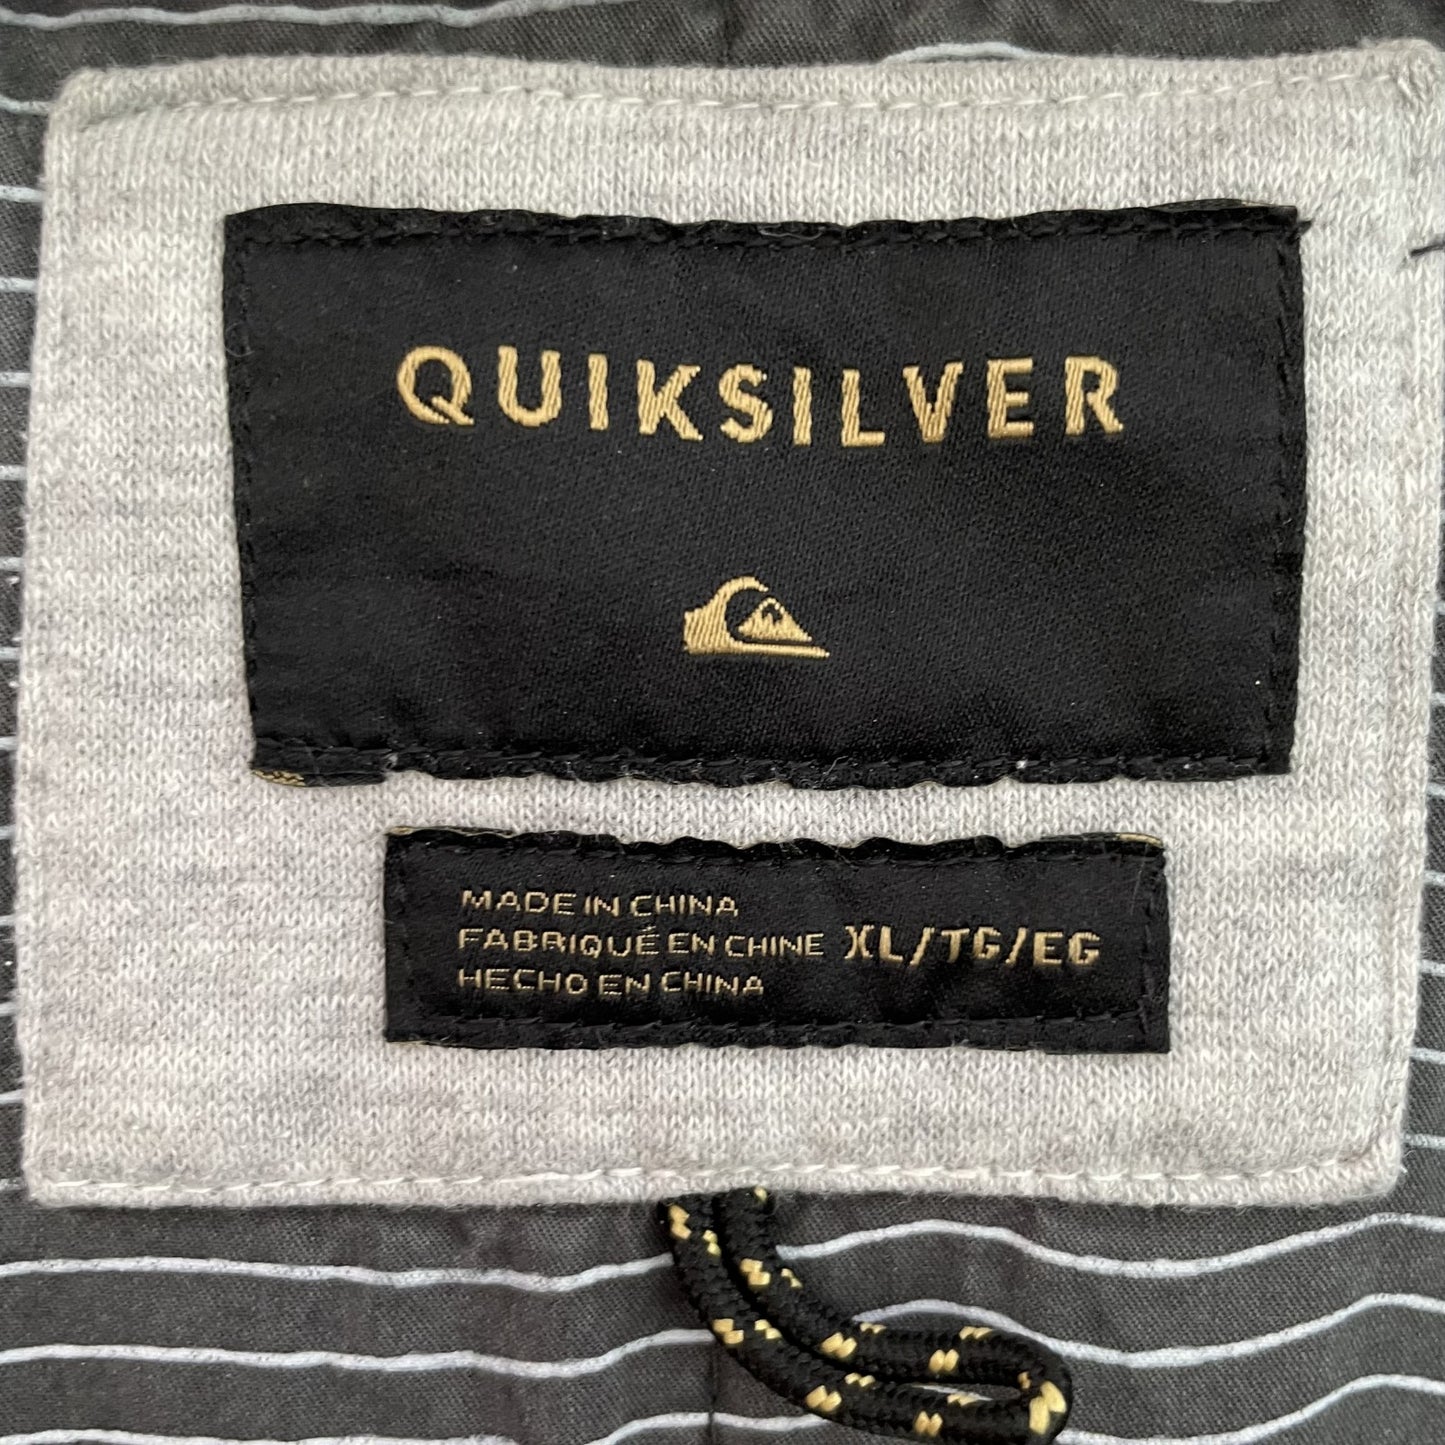 QUIKSILVER
MADE IN CHINA
FABRIQUÉ EN CHINE XL/TG/EG
HECHO EN CHINA